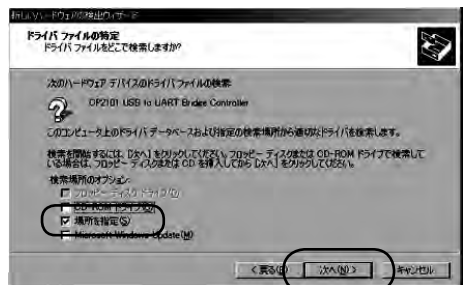 新しいハードウェアの検出ウィザード
ドライバ ファイルの特定
ドライバ ファイルをどこで検索しますか?
次のハードウェア デバイスのドライバ ファイルの検索:
CP2101 USB to UART Bridge Controller
このコンピュータ上のドライバ データベースおよび指定の検索場所から適切なドライバを検索します。
検索を開始するには、[次へ] をクリックしてください。フロッピー ディスクまたは CD-ROM ドライブで検索して
いる場合は、フロッピー ディスクまたは CD を挿入してから [次へ] をクリックしてください。
検索場所のオプション:
フロッピー ディスク ドライブ(D)
CD-ROM ドライブ(C)
場所を指定(S)
Microsoft Windows Update(M)
< 戻る(B)
次へ(N) >
キャンセル